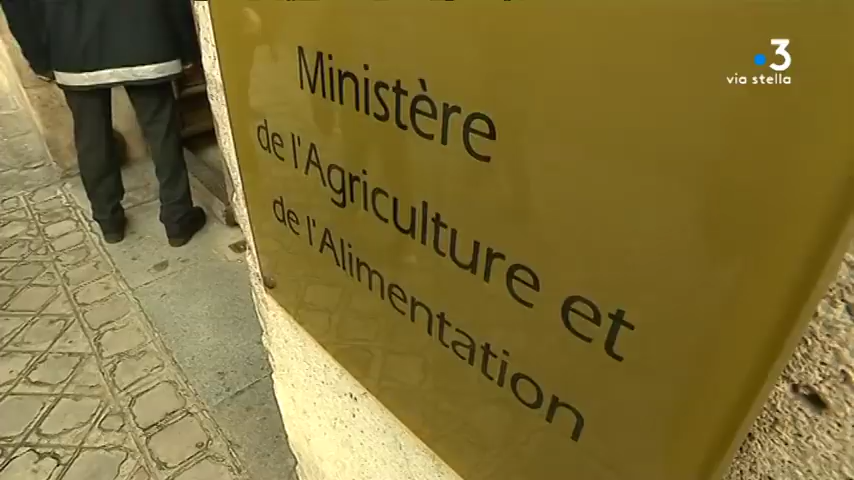 3
via stella
Ministère
de l'Agriculture et
de l'Alimentation